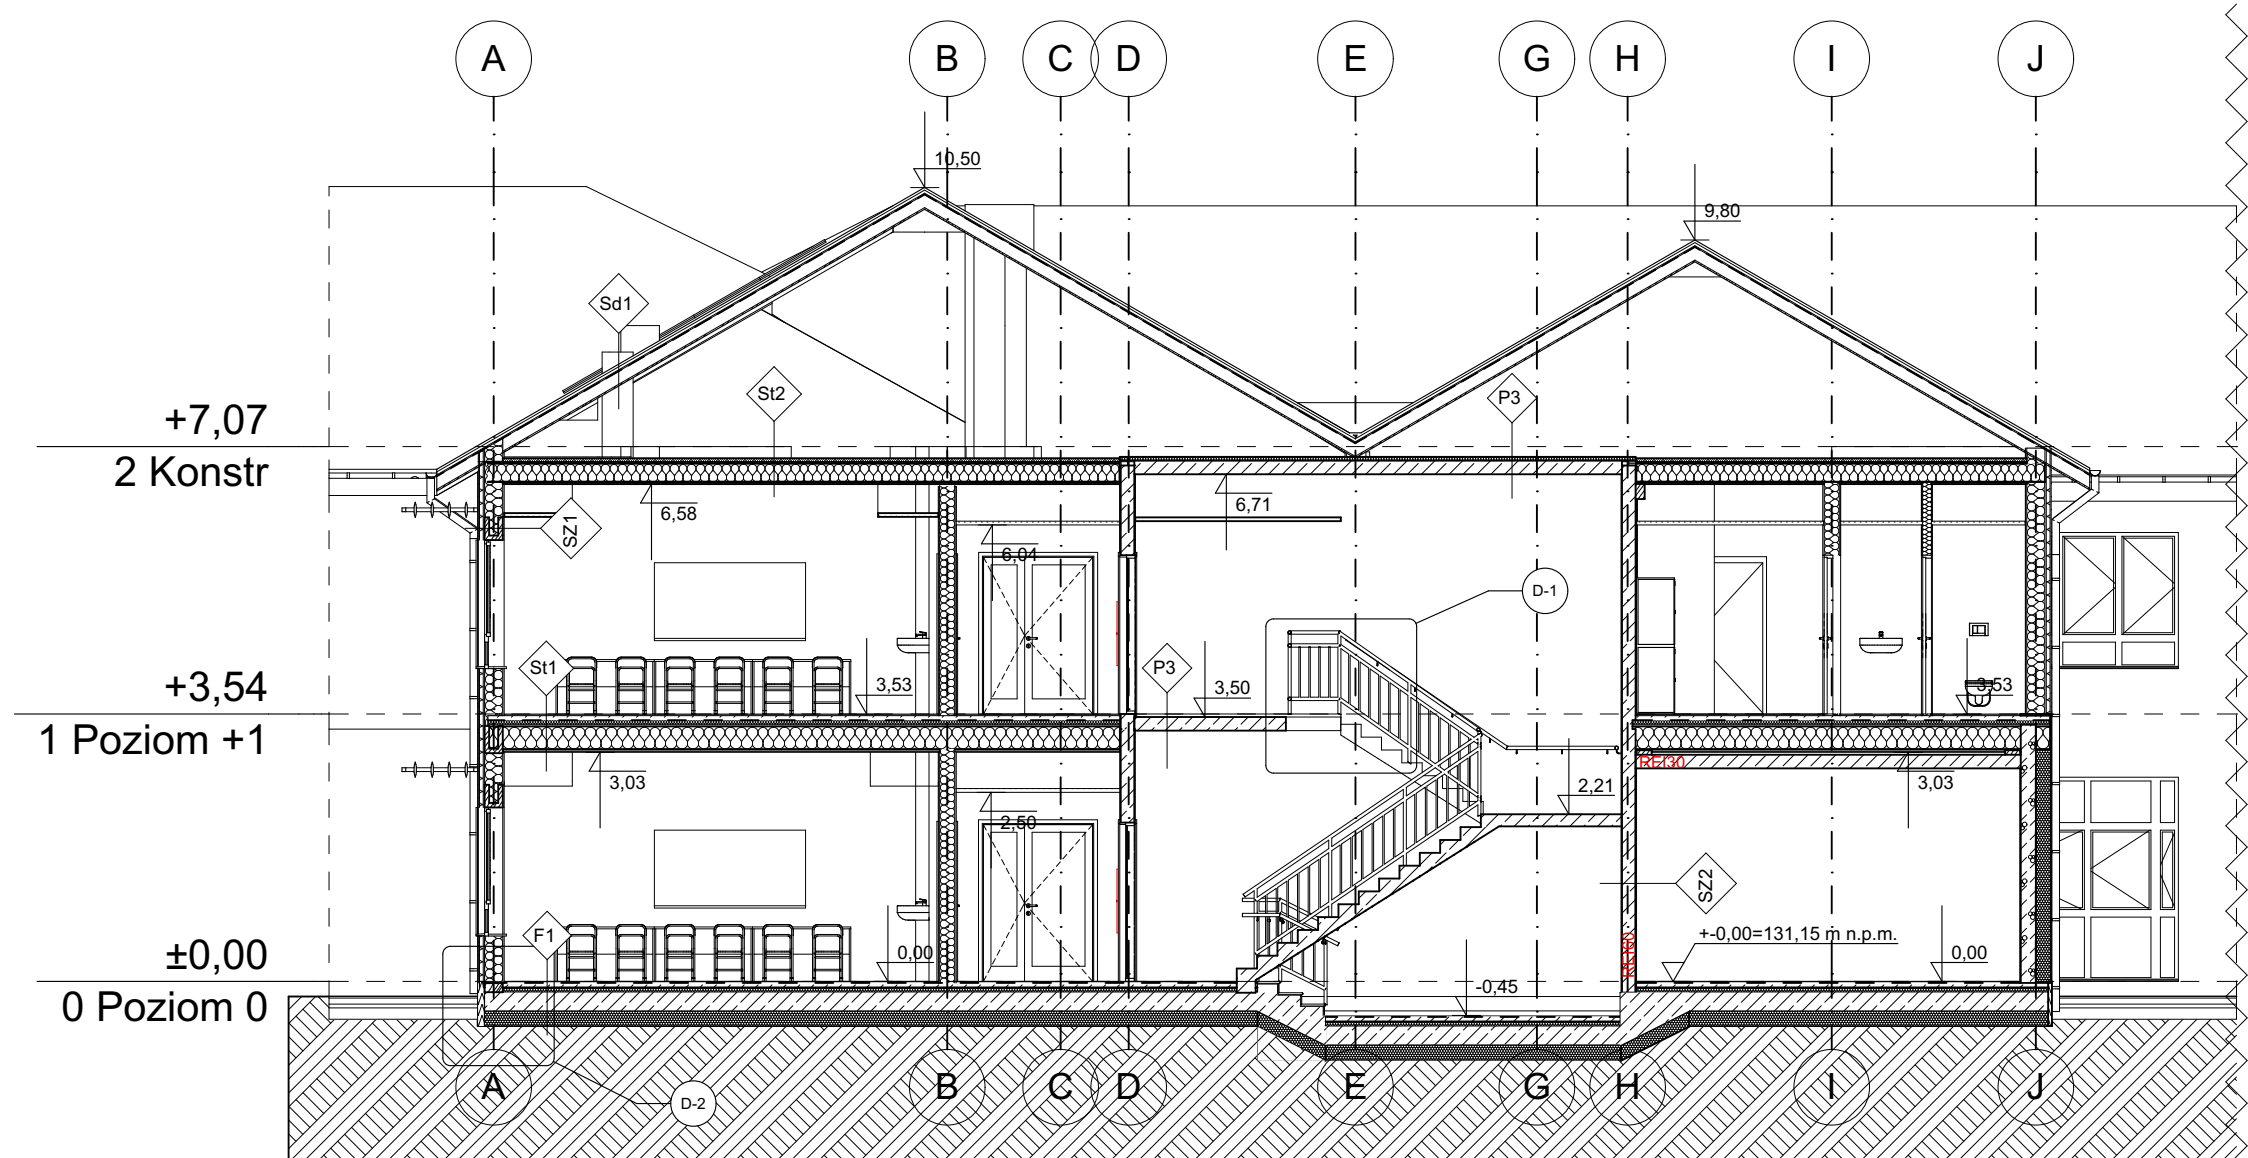 A B C D E G H I J
10,50
9,80
Sd1
St2
P3
+7,07
2 Konstr
SZ1
6,58
6,71
6,04
D-1
St1
P3
+3,54
3,53
3,50
3,53
1 Poziom +1
REI30
3,03
3,03
2,21
2,50
SZ2
F1
+-0,00=131,15 m n.p.m.
REI60
±0,00
0,00
0,00
-0,45
0 Poziom 0
A B C D E G H I J
D-2